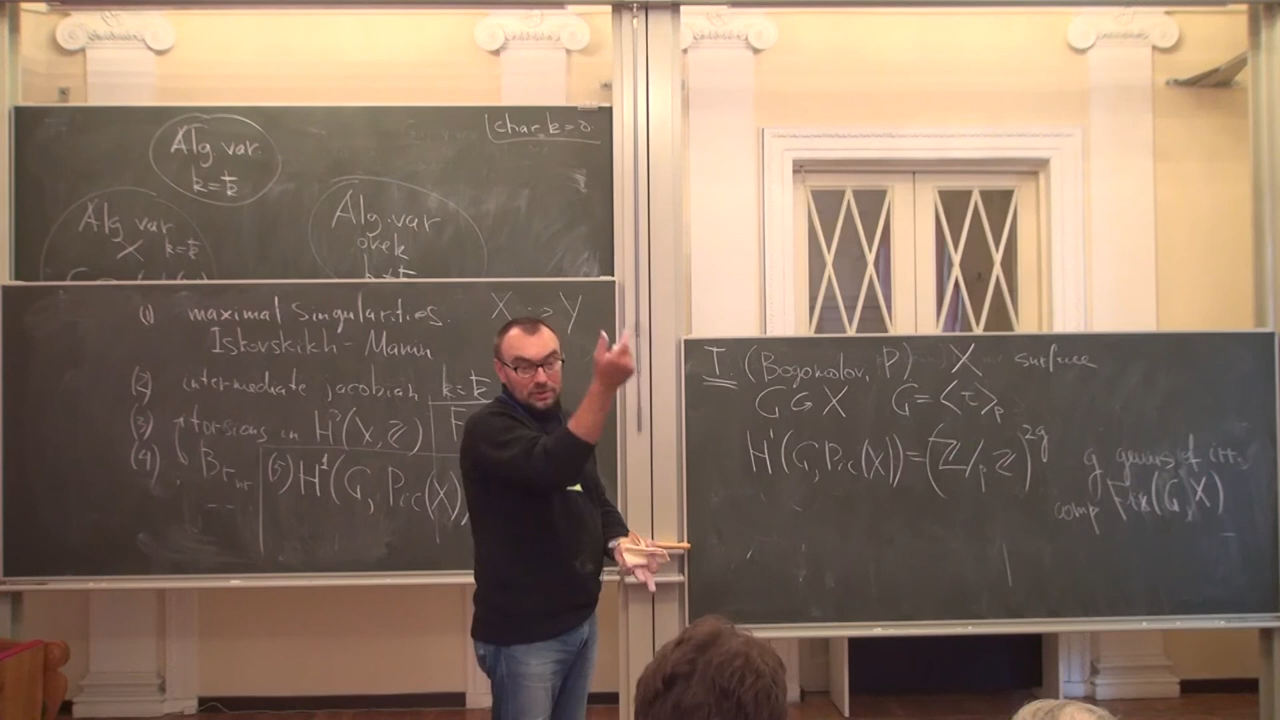 char k=0.
Alg. var.
k=k̄
Alg. var
X k=k̄
Alg. var
over k
k≠k̄
(1) maximal singularities. X ⇢ Y
Iskovskikh - Manin
(2) intermediate jacobian k=k̄
(3) torsions in H³(X, ℤ)
(4) Br_nr
(5) H¹(G, Pic(X)
T. (Bogomolov, P) X surface
G ↺ X G=⟨τ⟩_p
H¹(G, Pic(X))=(ℤ/pℤ)^{2g}
g genus of
comp Fix(G,X)